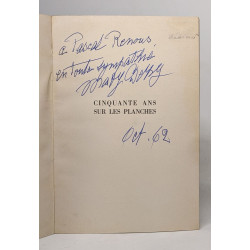 à Pascal Renous,
en toute sympathie
CINQUANTE ANS
SUR LES PLANCHES
Oct. 62